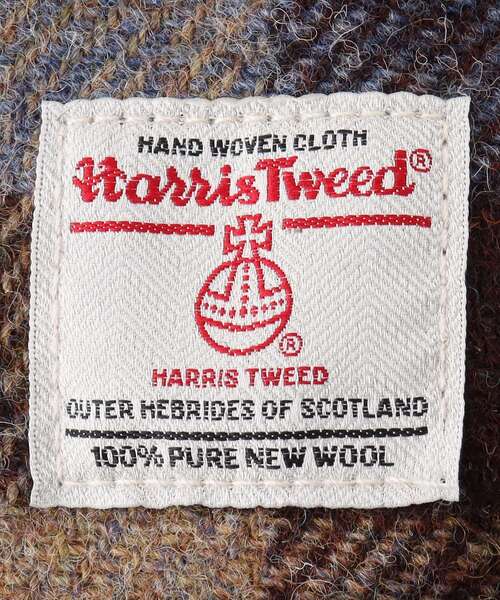 HAND WOVEN CLOTH
Harris Tweed®
®
HARRIS TWEED
OUTER HEBRIDES OF SCOTLAND
100% PURE NEW WOOL